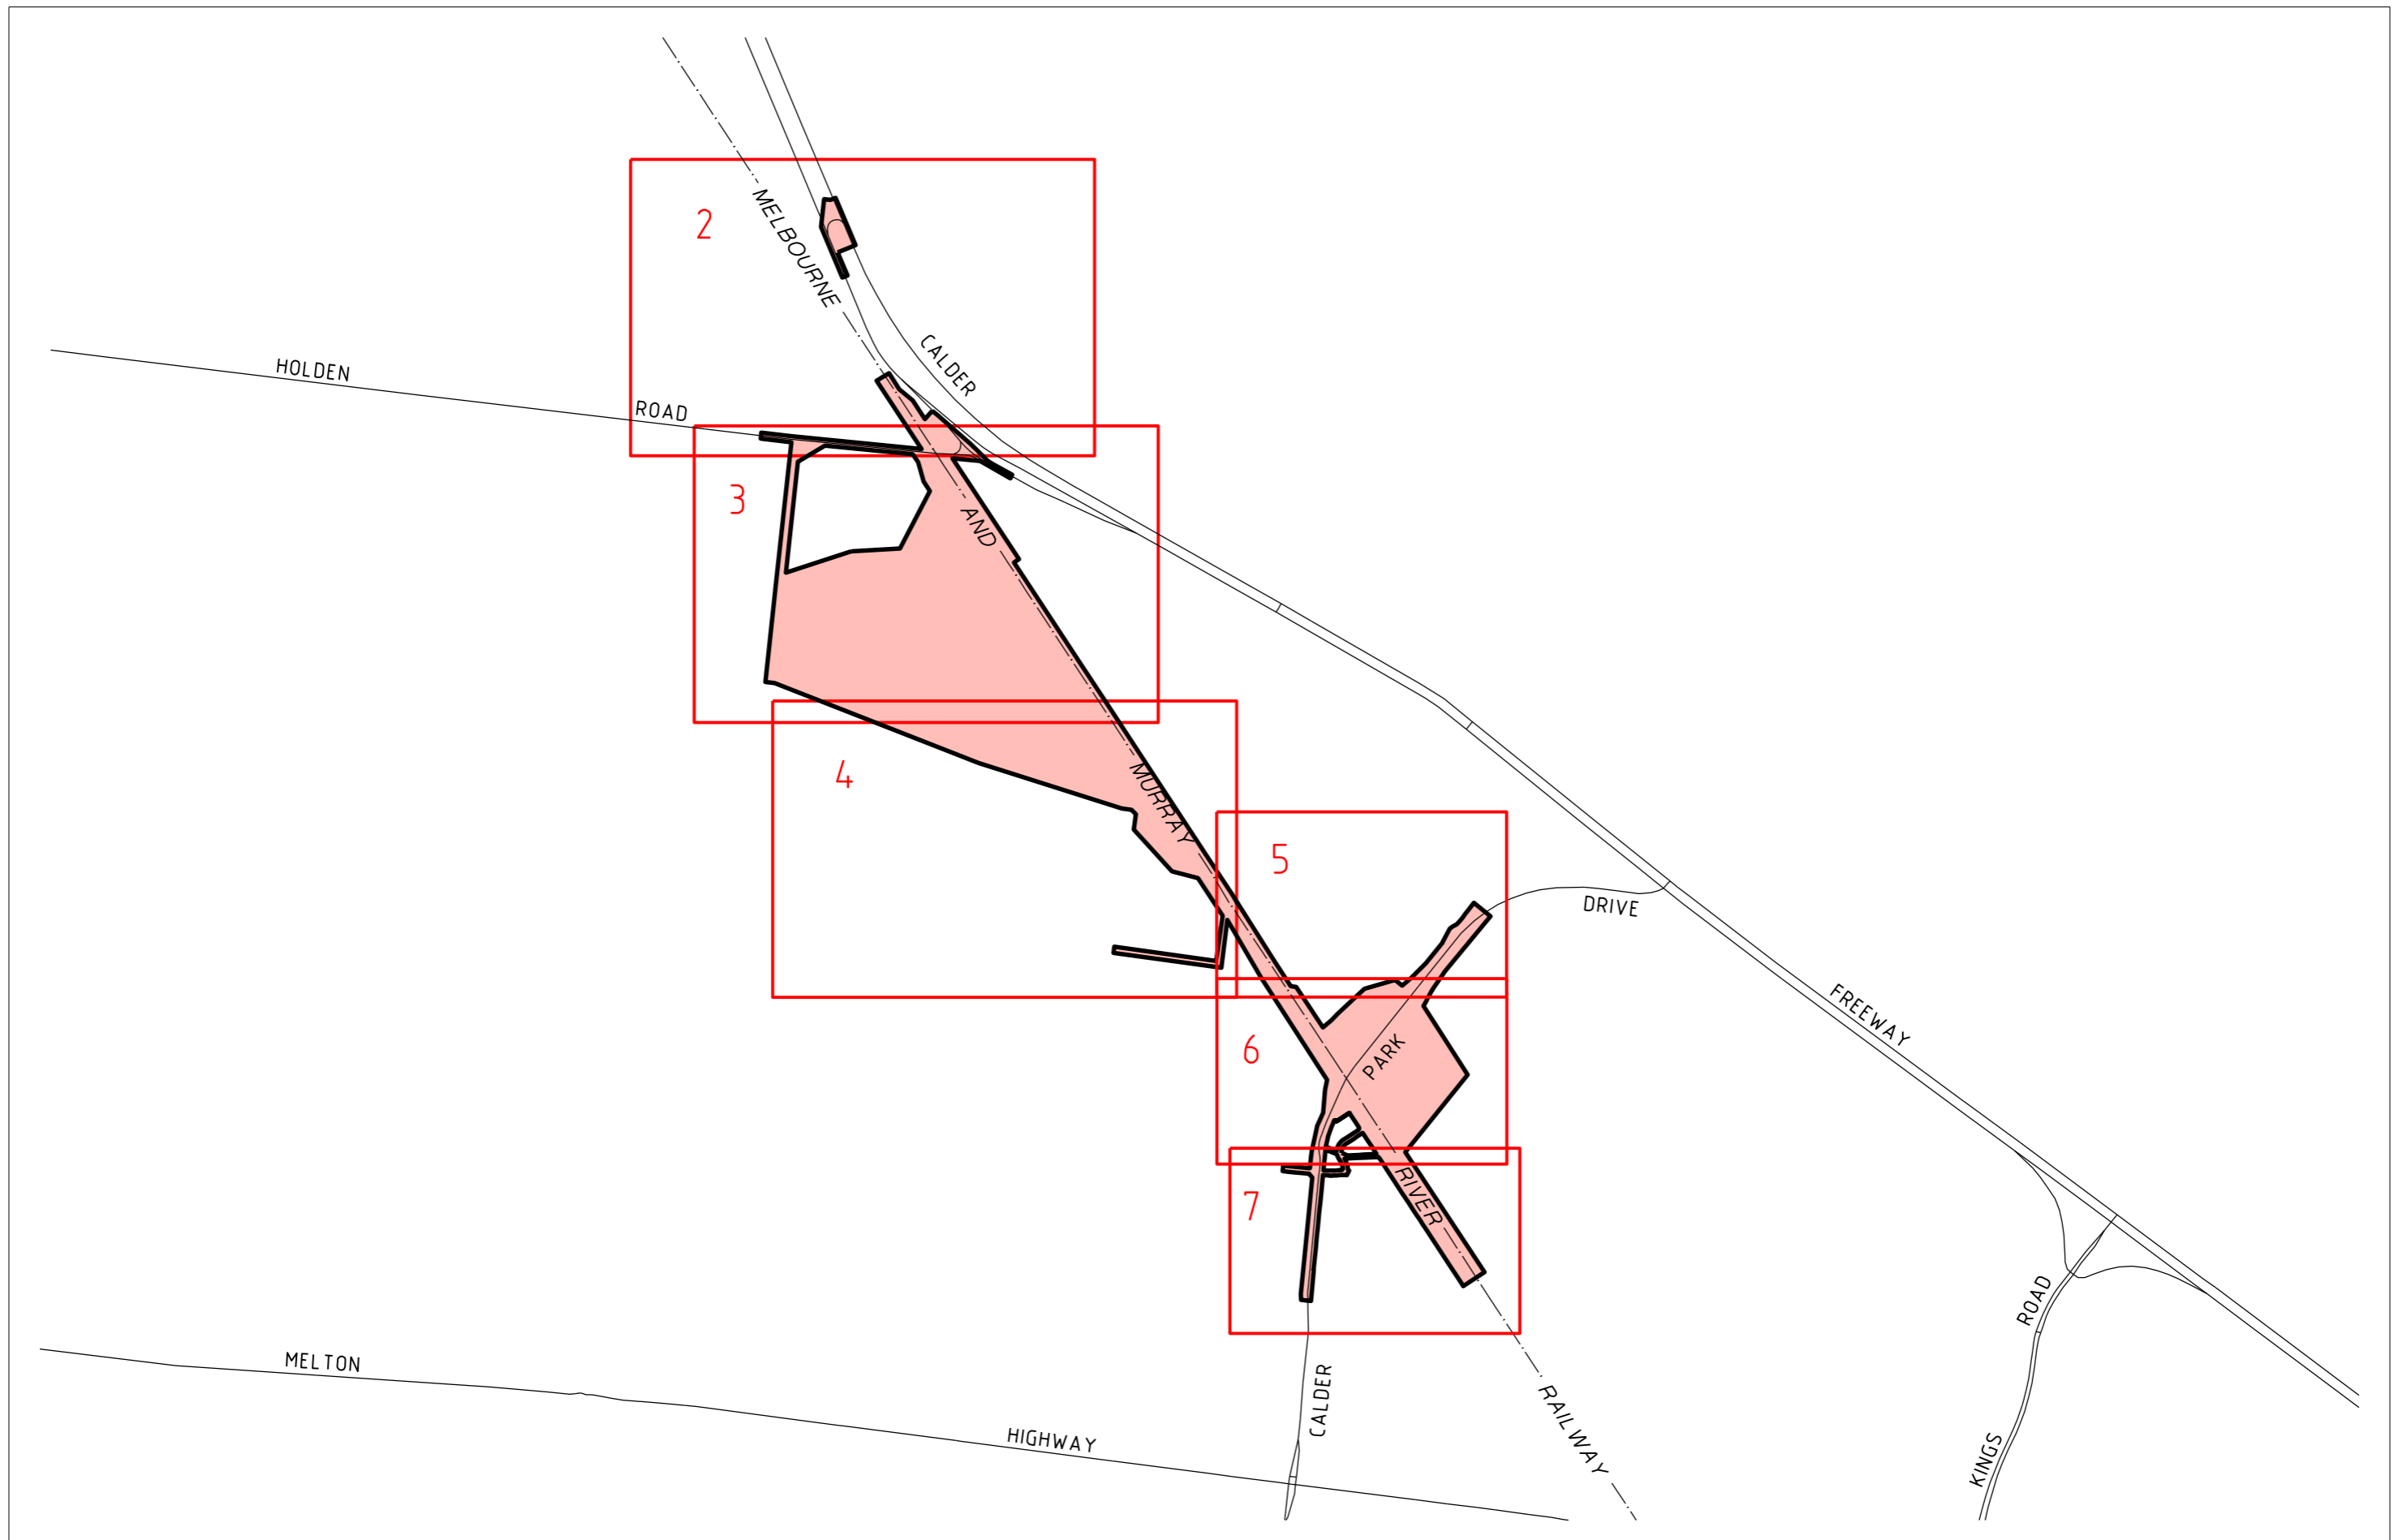 2
MELBOURNE
CALDER
HOLDEN
ROAD
3
AND
4
MURRAY
5
DRIVE
FREEWAY
6
PARK
7
RIVER
ROAD
MELTON
CALDER
RAILWAY
HIGHWAY
KINGS